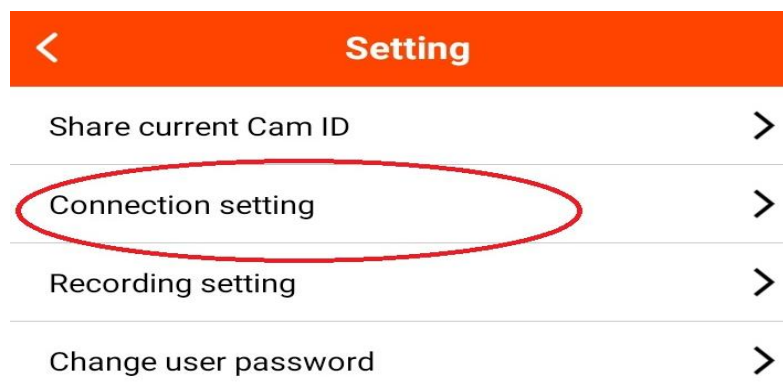 Setting
Share current Cam ID
Connection setting
Recording setting
Change user password